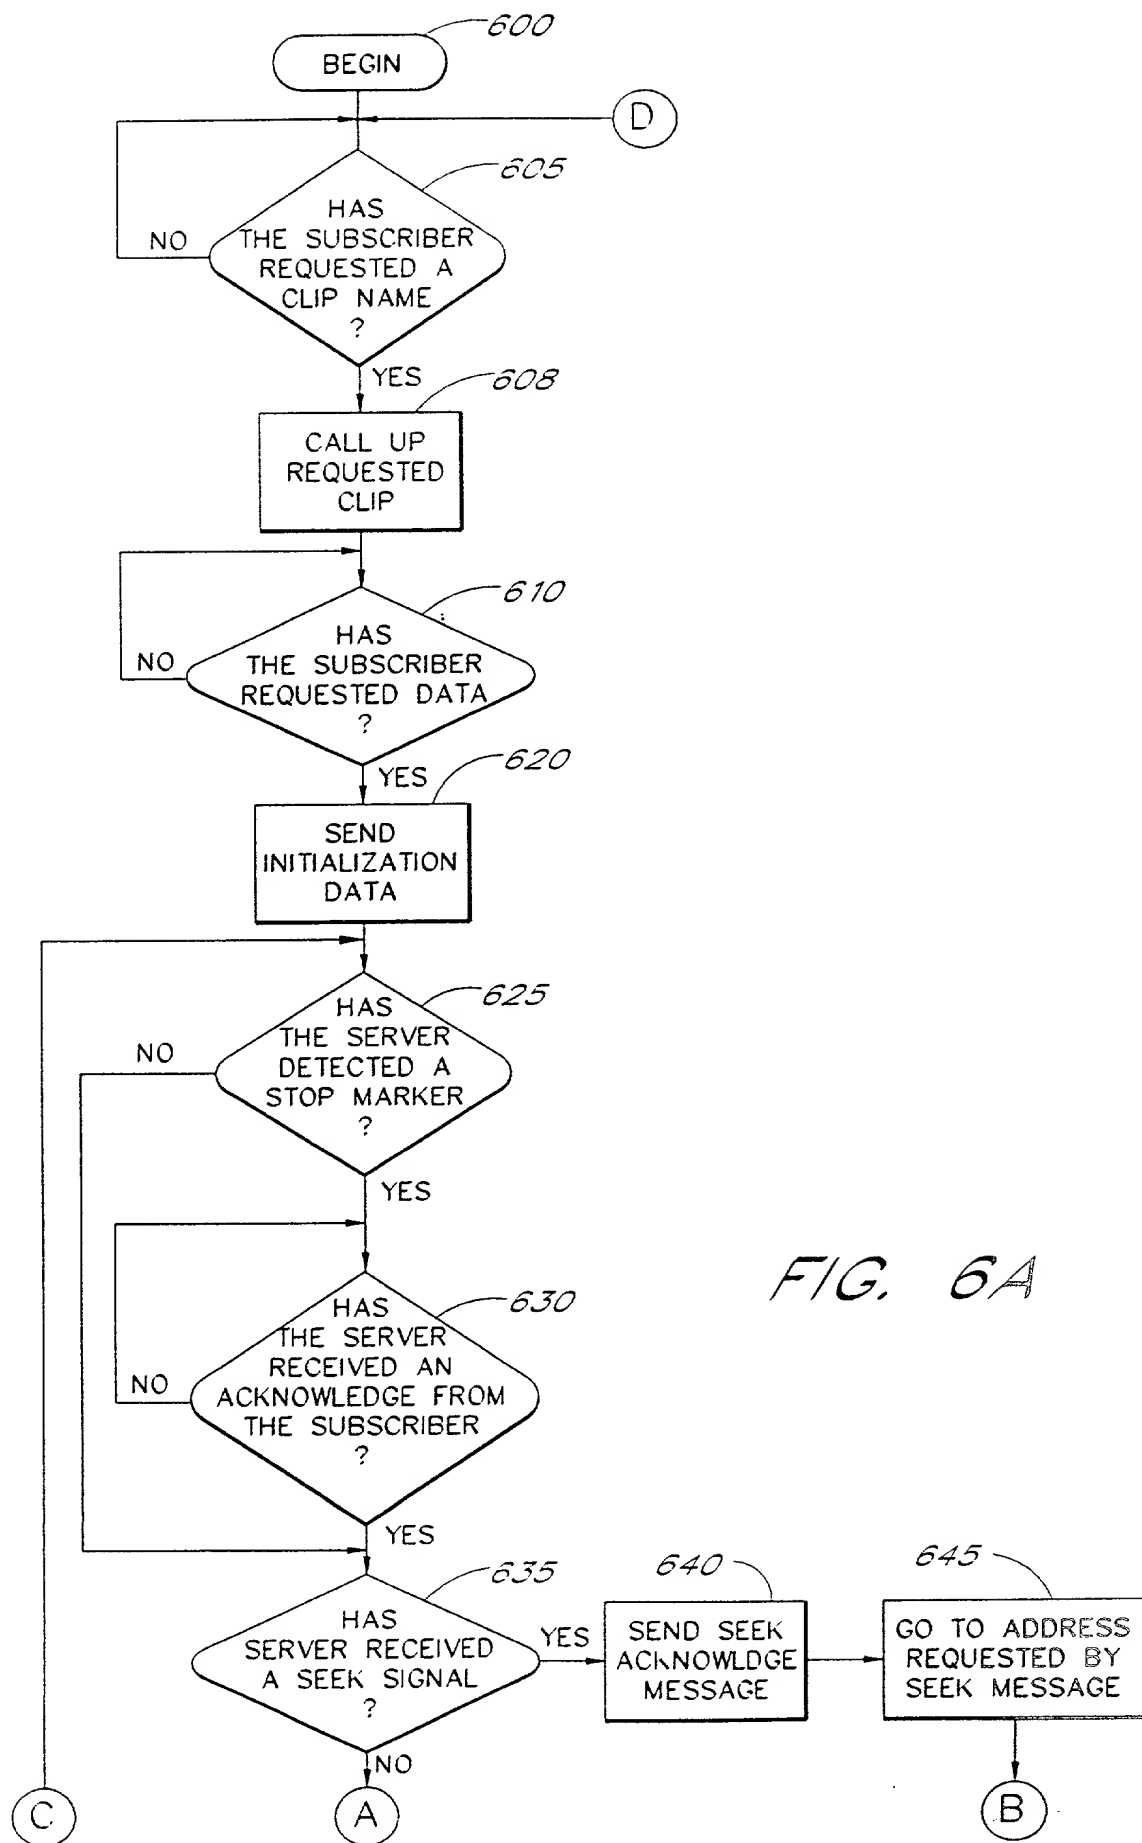 600
BEGIN
D
605
HAS
THE SUBSCRIBER
REQUESTED A
CLIP NAME
?
NO
YES
608
CALL UP
REQUESTED
CLIP
610
HAS
THE SUBSCRIBER
REQUESTED DATA
?
NO
YES
620
SEND
INITIALIZATION
DATA
625
HAS
THE SERVER
DETECTED A
STOP MARKER
?
NO
YES
630
HAS
THE SERVER
RECEIVED AN
ACKNOWLEDGE FROM
THE SUBSCRIBER
?
NO
YES
FIG. 6A
635
HAS
SERVER RECEIVED
A SEEK SIGNAL
?
YES
NO
640
SEND SEEK
ACKNOWLDGE
MESSAGE
645
GO TO ADDRESS
REQUESTED BY
SEEK MESSAGE
C
A
B